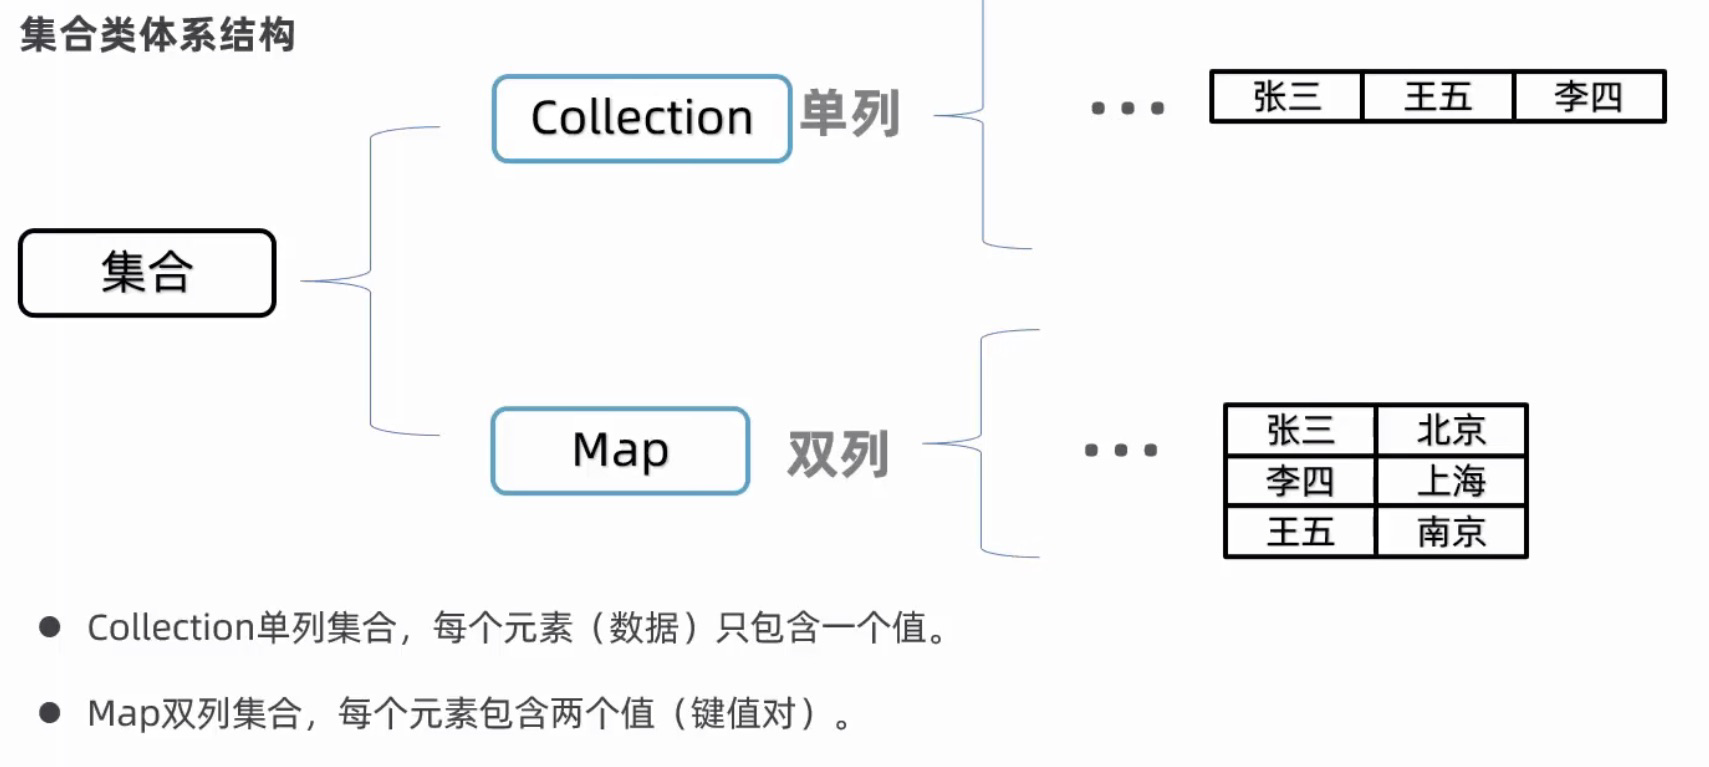 集合类体系结构
Collection 单列
张三 王五 李四
集合
Map 双列
张三 北京
李四 上海
王五 南京
Collection单列集合，每个元素（数据）只包含一个值。
Map双列集合，每个元素包含两个值（键值对）。